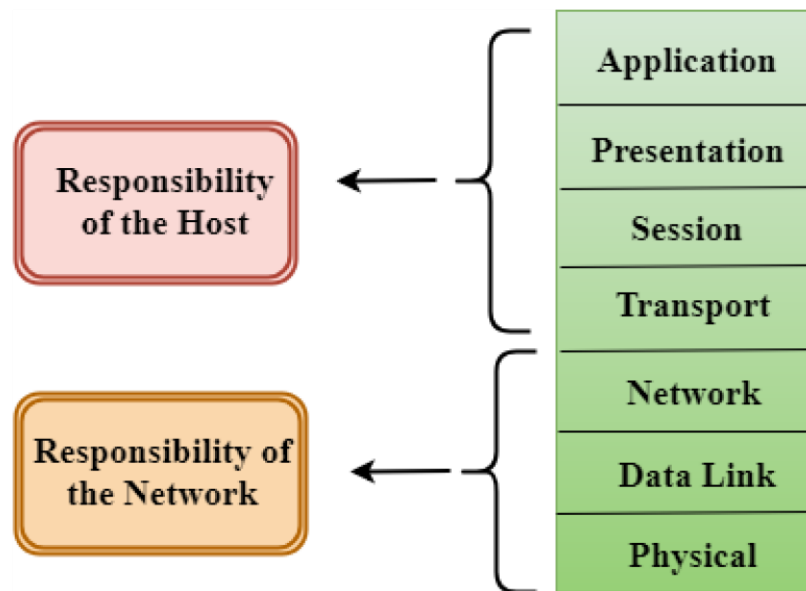 Application
Presentation
Session
Transport
Network
Data Link
Physical
Responsibility
of the Host
Responsibility of
the Network